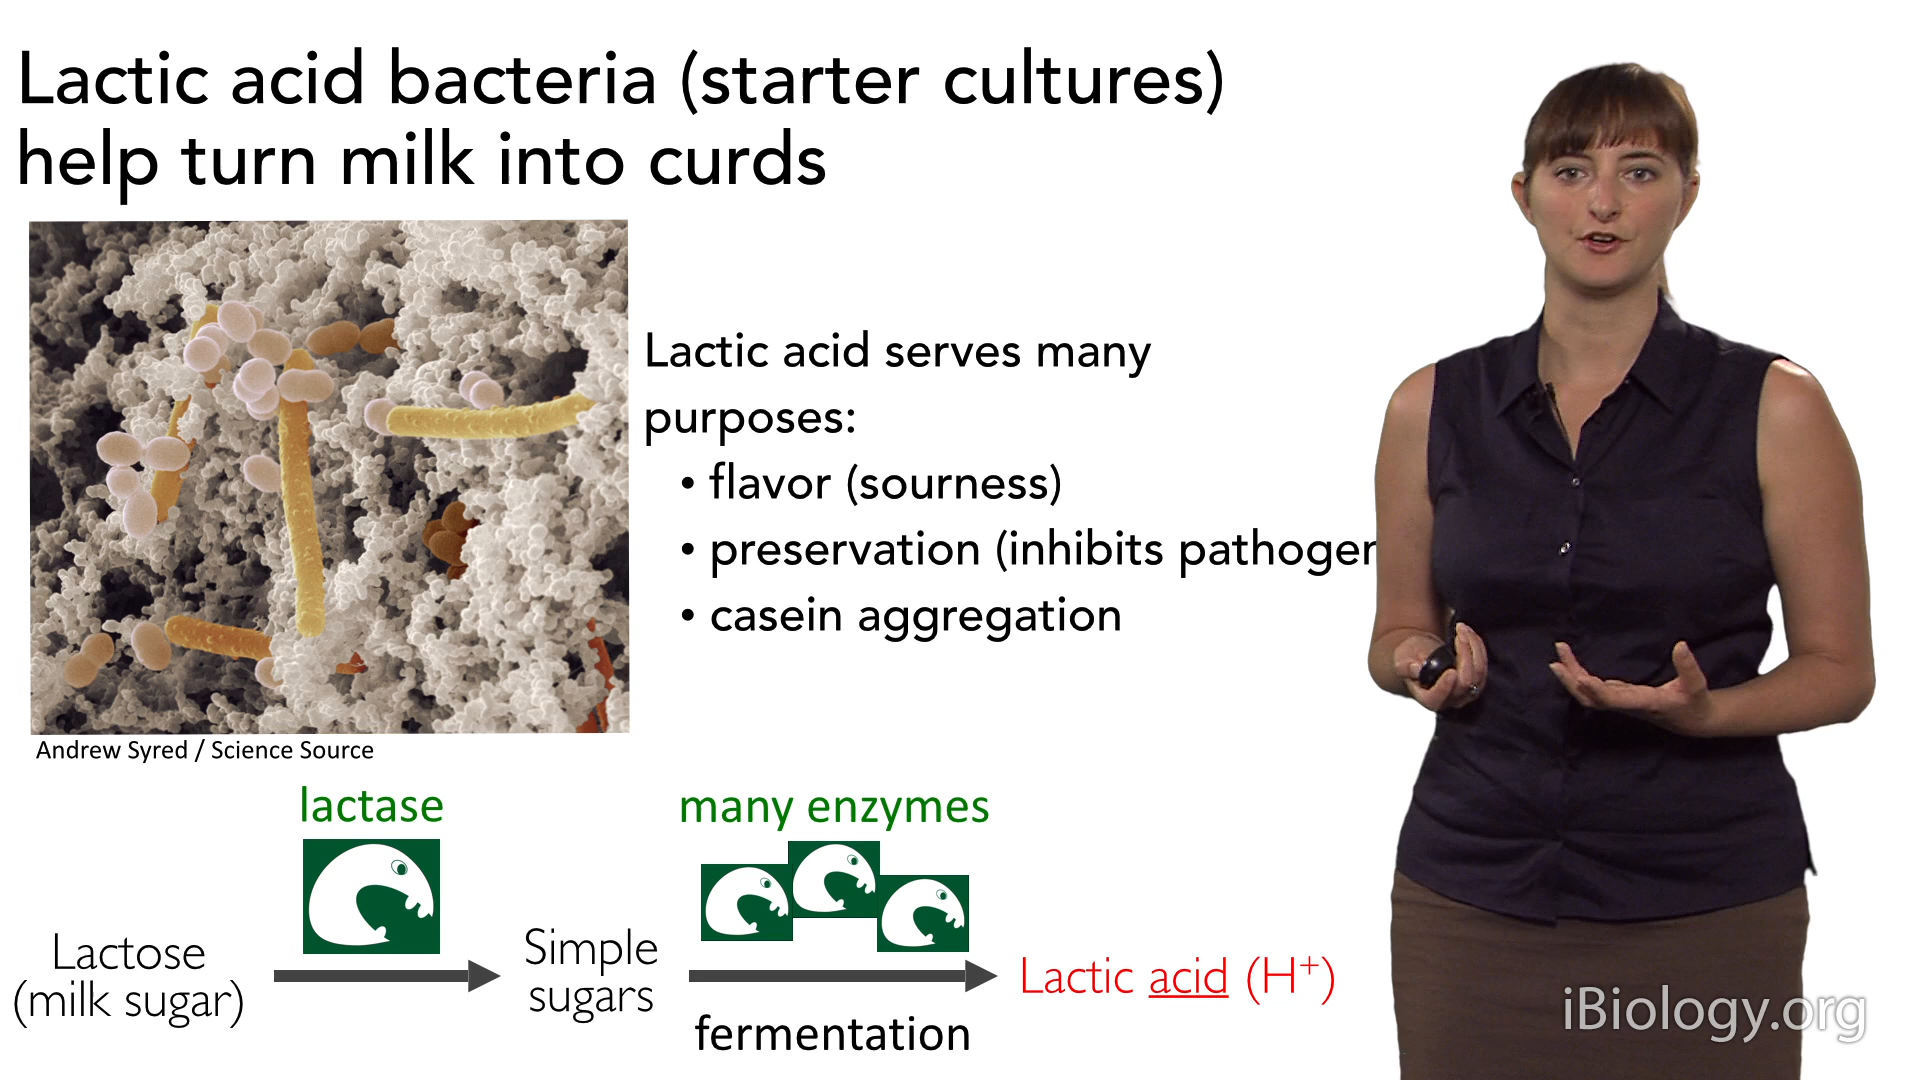 Lactic acid bacteria (starter cultures)
help turn milk into curds
Lactic acid serves many
purposes:
• flavor (sourness)
• preservation (inhibits
• casein aggregation
Andrew Syred / Science Source
lactase
many enzymes
Lactose
(milk sugar)
Simple
sugars
Lactic acid (H⁺)
fermentation
iBiology.org